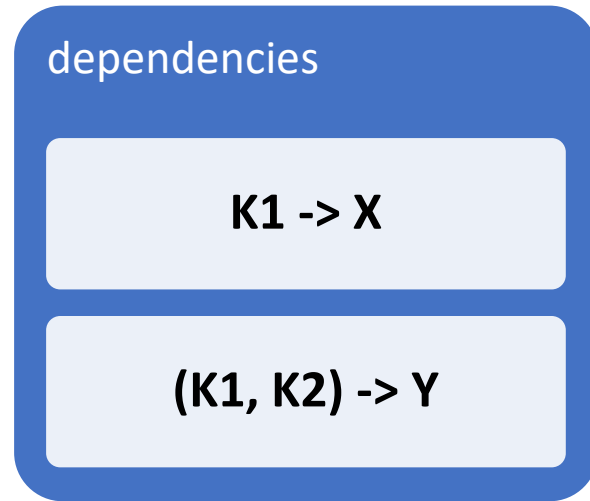 dependencies
K1 -> X
(K1, K2) -> Y